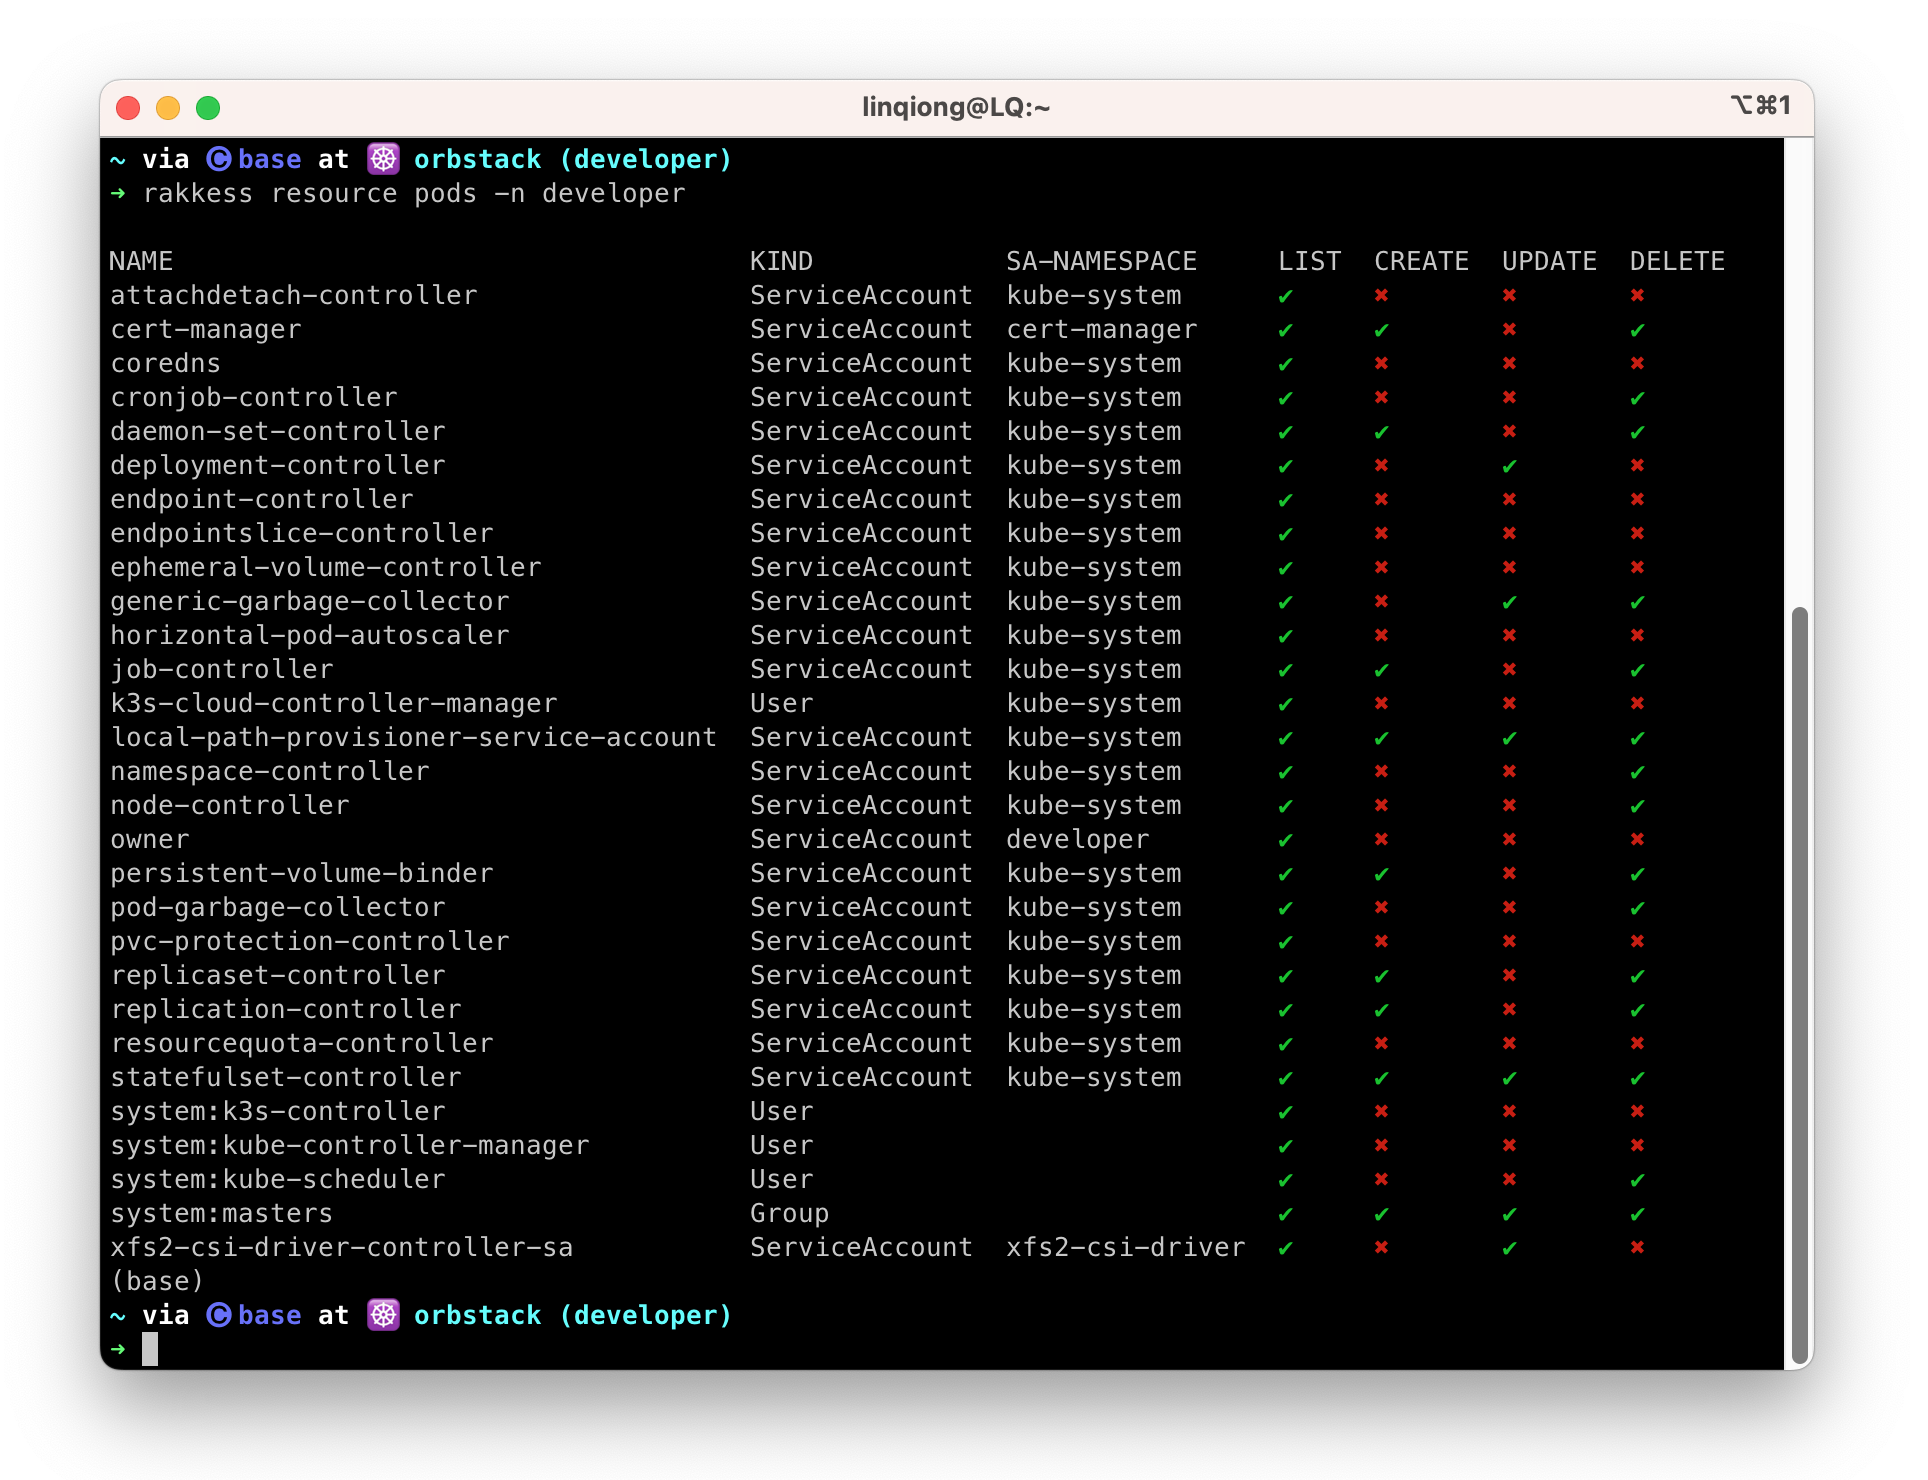 linqiong@LQ:~ ⌥⌘1
~ via 🅒 base at ☸ orbstack (developer)
➜ rakkess resource pods -n developer
NAME KIND SA-NAMESPACE LIST CREATE UPDATE DELETE
attachdetach-controller ServiceAccount kube-system ✔ ✖ ✖ ✖
cert-manager ServiceAccount cert-manager ✔ ✔ ✖ ✔
coredns ServiceAccount kube-system ✔ ✖ ✖ ✖
cronjob-controller ServiceAccount kube-system ✔ ✖ ✖ ✔
daemon-set-controller ServiceAccount kube-system ✔ ✔ ✖ ✔
deployment-controller ServiceAccount kube-system ✔ ✖ ✔ ✖
endpoint-controller ServiceAccount kube-system ✔ ✖ ✖ ✖
endpointslice-controller ServiceAccount kube-system ✔ ✖ ✖ ✖
ephemeral-volume-controller ServiceAccount kube-system ✔ ✖ ✖ ✖
generic-garbage-collector ServiceAccount kube-system ✔ ✖ ✔ ✔
horizontal-pod-autoscaler ServiceAccount kube-system ✔ ✖ ✖ ✖
job-controller ServiceAccount kube-system ✔ ✔ ✖ ✔
k3s-cloud-controller-manager User kube-system ✔ ✖ ✖ ✖
local-path-provisioner-service-account ServiceAccount kube-system ✔ ✔ ✔ ✔
namespace-controller ServiceAccount kube-system ✔ ✖ ✖ ✔
node-controller ServiceAccount kube-system ✔ ✖ ✖ ✔
owner ServiceAccount developer ✔ ✖ ✖ ✖
persistent-volume-binder ServiceAccount kube-system ✔ ✔ ✖ ✔
pod-garbage-collector ServiceAccount kube-system ✔ ✖ ✖ ✔
pvc-protection-controller ServiceAccount kube-system ✔ ✖ ✖ ✖
replicaset-controller ServiceAccount kube-system ✔ ✔ ✖ ✔
replication-controller ServiceAccount kube-system ✔ ✔ ✖ ✔
resourcequota-controller ServiceAccount kube-system ✔ ✖ ✖ ✖
statefulset-controller ServiceAccount kube-system ✔ ✔ ✔ ✔
system:k3s-controller User ✔ ✖ ✖ ✖
system:kube-controller-manager User ✔ ✖ ✖ ✖
system:kube-scheduler User ✔ ✖ ✖ ✔
system:masters Group ✔ ✔ ✔ ✔
xfs2-csi-driver-controller-sa ServiceAccount xfs2-csi-driver ✔ ✖ ✔ ✖
(base)
~ via 🅒 base at ☸ orbstack (developer)
➜